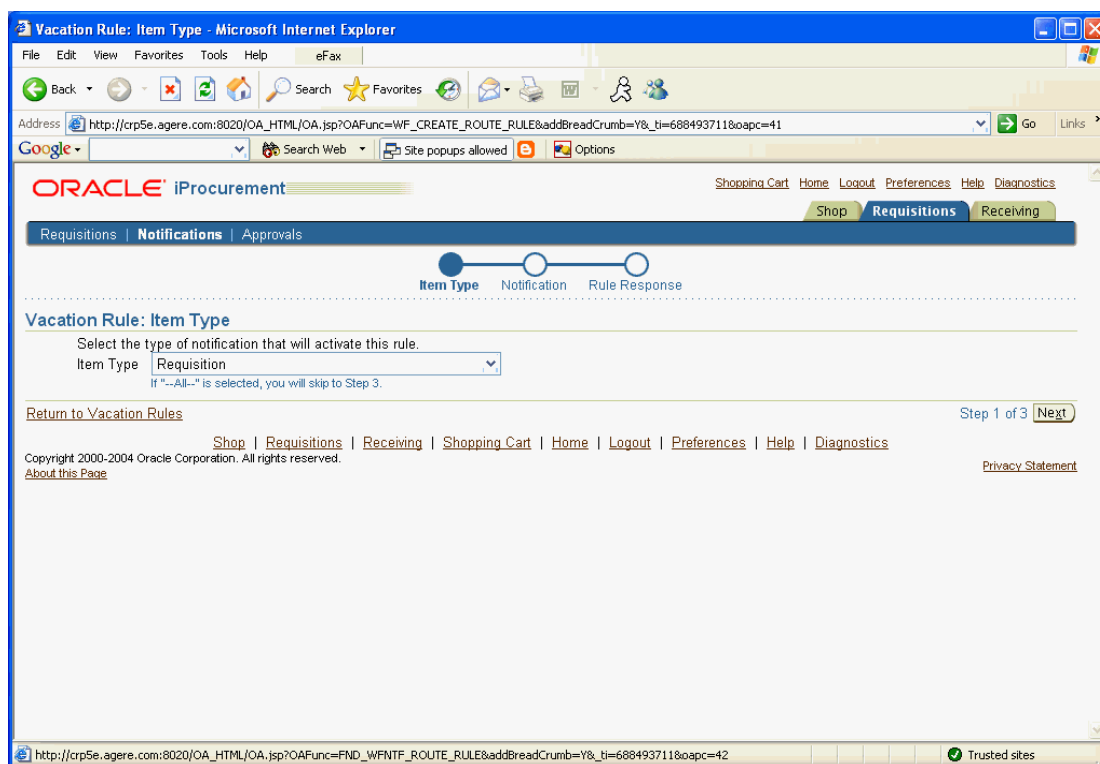 Vacation Rule: Item Type - Microsoft Internet Explorer
File Edit View Favorites Tools Help eFax
Back Search Favorites W
Address http://crp5e.agere.com:8020/OA_HTML/OA.jsp?OAFunc=WF_CREATE_ROUTE_RULE&addBreadCrumb=Y&_ti=688493711&oapc=41 Go Links »
Google Search Web Site popups allowed Options
ORACLE iProcurement
Shopping Cart Home Logout Preferences Help Diagnostics
Shop Requisitions Receiving
Requisitions | Notifications | Approvals
Item Type Notification Rule Response
Vacation Rule: Item Type
Select the type of notification that will activate this rule.
Item Type Requisition
If "--All--" is selected, you will skip to Step 3.
Return to Vacation Rules Step 1 of 3 Next
Shop | Requisitions | Receiving | Shopping Cart | Home | Logout | Preferences | Help | Diagnostics
Copyright 2000-2004 Oracle Corporation. All rights reserved.
About this Page Privacy Statement
http://crp5e.agere.com:8020/OA_HTML/OA.jsp?OAFunc=FND_WFNTF_ROUTE_RULE&addBreadCrumb=Y&_ti=688493711&oapc=42 Trusted sites